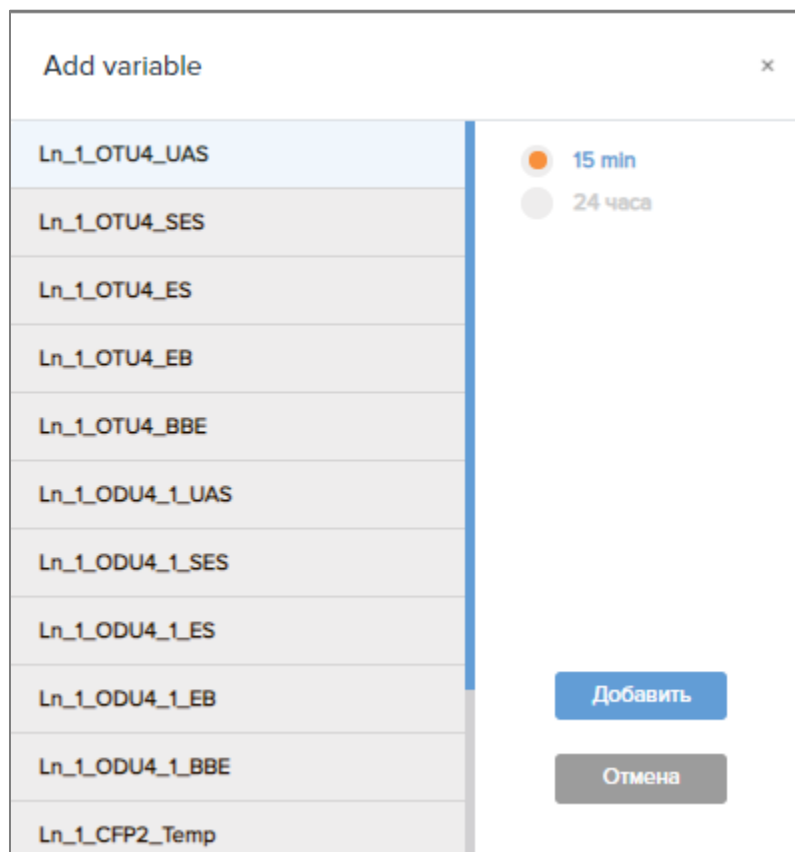 Add variable
×
Ln_1_OTU4_UAS
Ln_1_OTU4_SES
Ln_1_OTU4_ES
Ln_1_OTU4_EB
Ln_1_OTU4_BBE
Ln_1_ODU4_1_UAS
Ln_1_ODU4_1_SES
Ln_1_ODU4_1_ES
Ln_1_ODU4_1_EB
Ln_1_ODU4_1_BBE
Ln_1_CFP2_Temp
15 min
24 часа
Добавить
Отмена